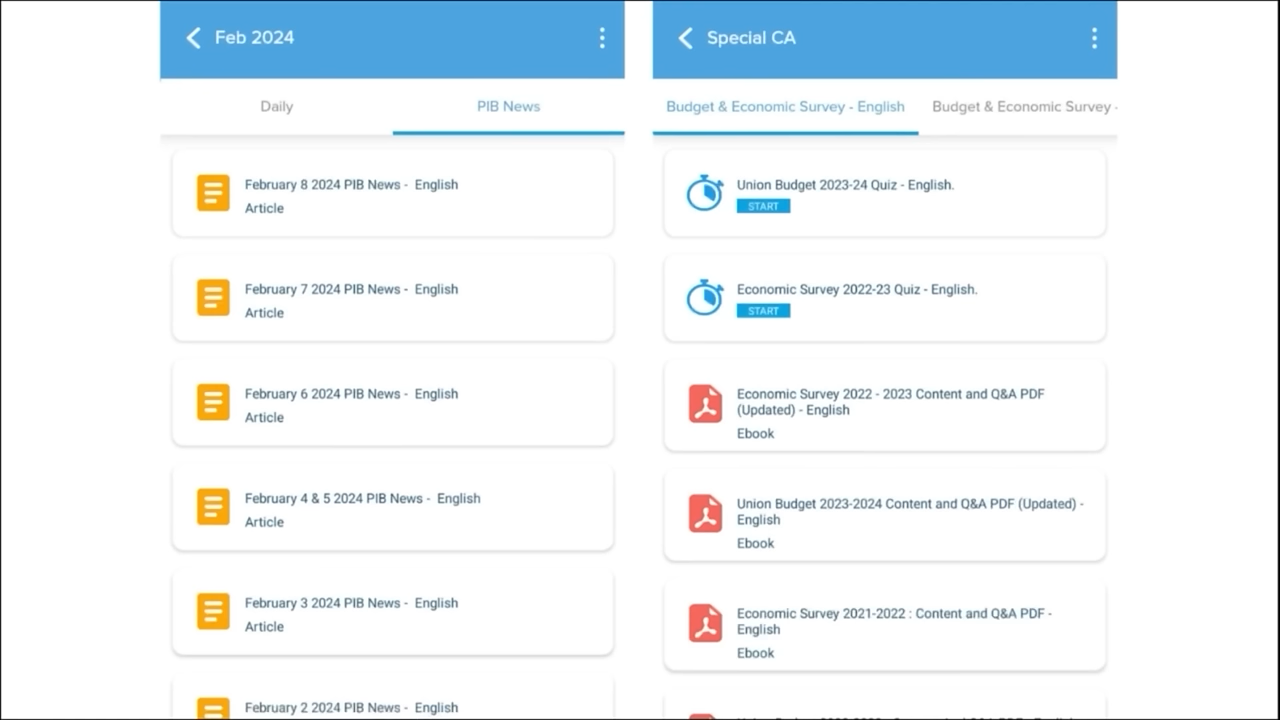 Feb 2024
Daily
PIB News
February 8 2024 PIB News - English
Article
February 7 2024 PIB News - English
Article
February 6 2024 PIB News - English
Article
February 4 & 5 2024 PIB News - English
Article
February 3 2024 PIB News - English
Article
February 2 2024 PIB News - English
Special CA
Budget & Economic Survey - English
Budget & Economic Survey -
Union Budget 2023-24 Quiz - English.
START
Economic Survey 2022-23 Quiz - English.
START
Economic Survey 2022 - 2023 Content and Q&A PDF
(Updated) - English
Ebook
Union Budget 2023-2024 Content and Q&A PDF (Updated) -
English
Ebook
Economic Survey 2021-2022 : Content and Q&A PDF -
English
Ebook